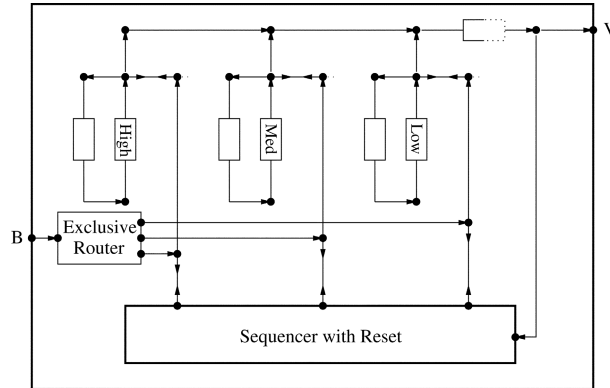 V
High
Med
Low
B
Exclusive
Router
Sequencer with Reset